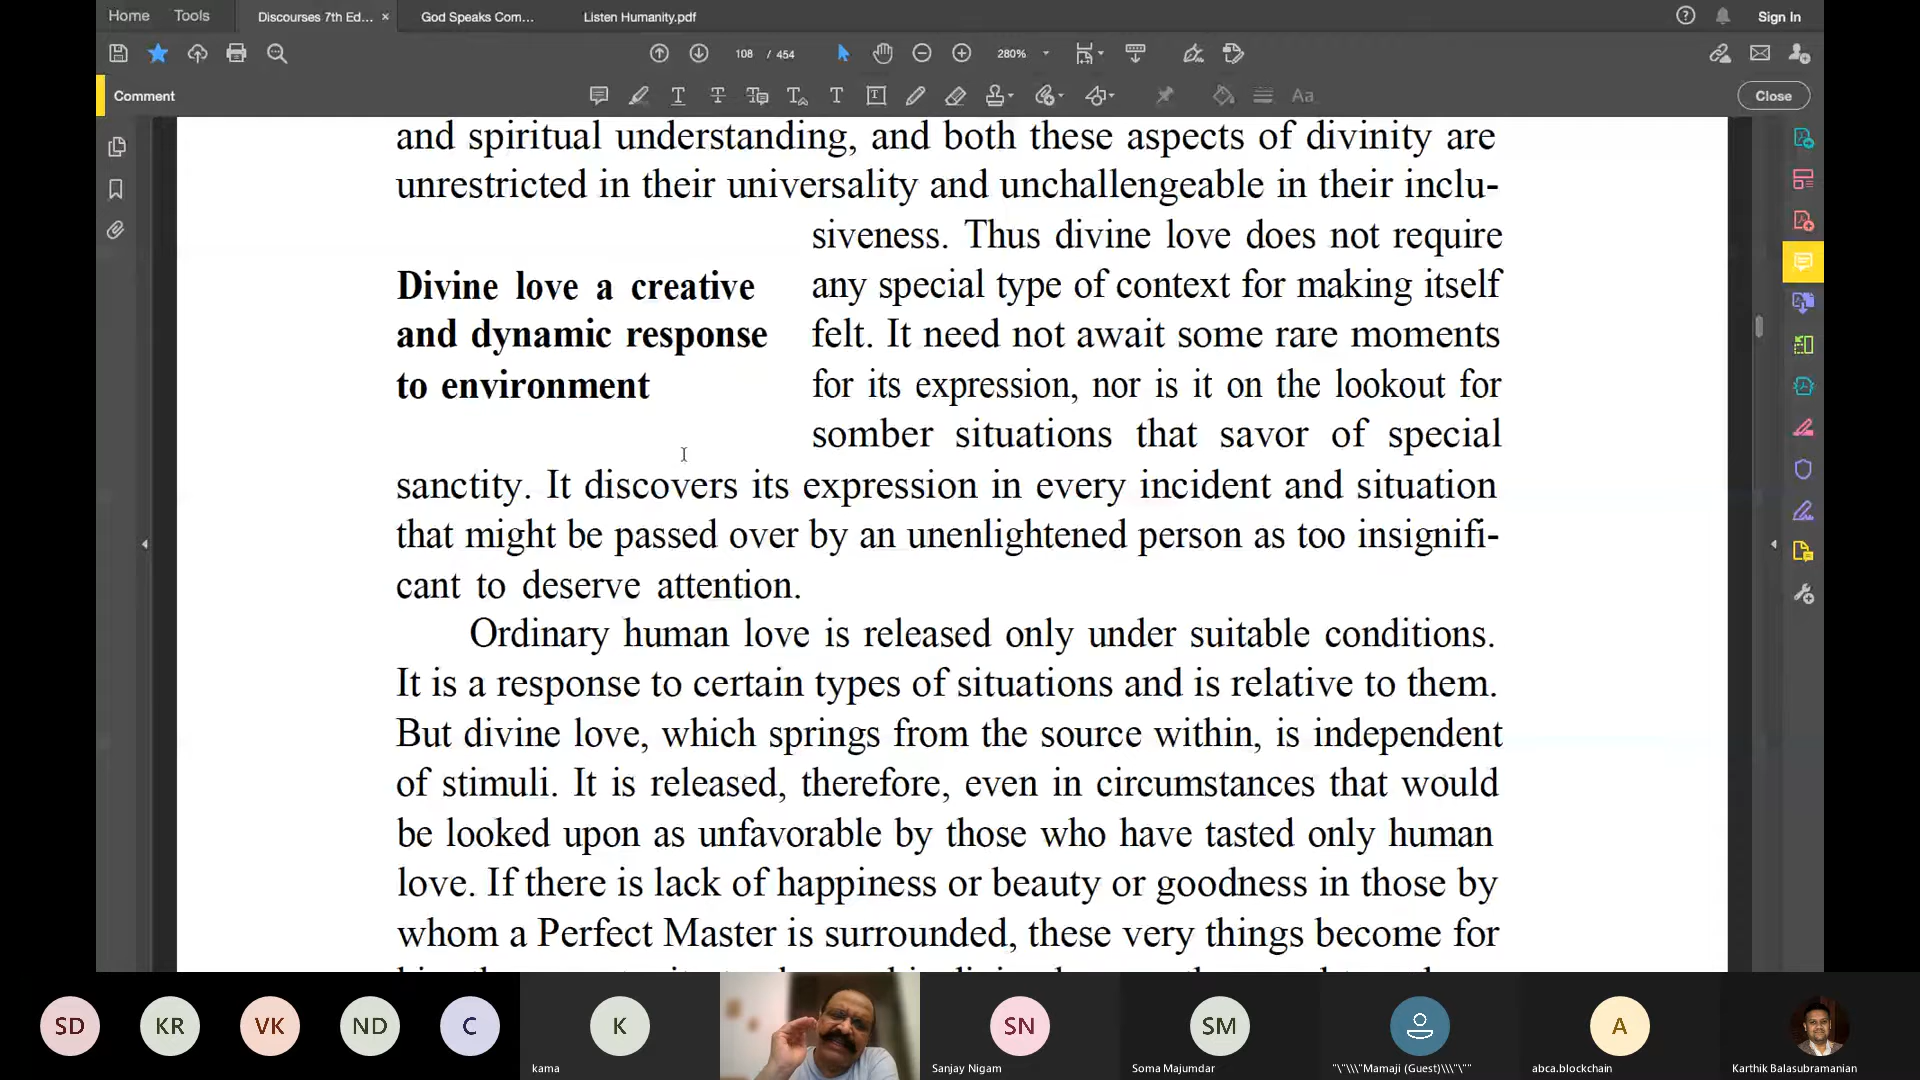 Home
Tools
Discourses 7th Ed...
×
God Speaks Com...
Listen Humanity.pdf
Sign In
108 / 454
280%
Comment
Close
and spiritual understanding, and both these aspects of divinity are
unrestricted in their universality and unchallengeable in their inclu-
siveness. Thus divine love does not require
Divine love a creative
any special type of context for making itself
and dynamic response
felt. It need not await some rare moments
to environment
for its expression, nor is it on the lookout for
somber situations that savor of special
sanctity. It discovers its expression in every incident and situation
that might be passed over by an unenlightened person as too insignifi-
cant to deserve attention.
Ordinary human love is released only under suitable conditions.
It is a response to certain types of situations and is relative to them.
But divine love, which springs from the source within, is independent
of stimuli. It is released, therefore, even in circumstances that would
be looked upon as unfavorable by those who have tasted only human
love. If there is lack of happiness or beauty or goodness in those by
whom a Perfect Master is surrounded, these very things become for
SD
KR
VK
ND
C
K
SN
SM
A
kama
Sanjay Nigam
Soma Majumdar
"\"\\\"Mamaji (Guest)\\\"\""
abca.blockchain
Karthik Balasubramanian